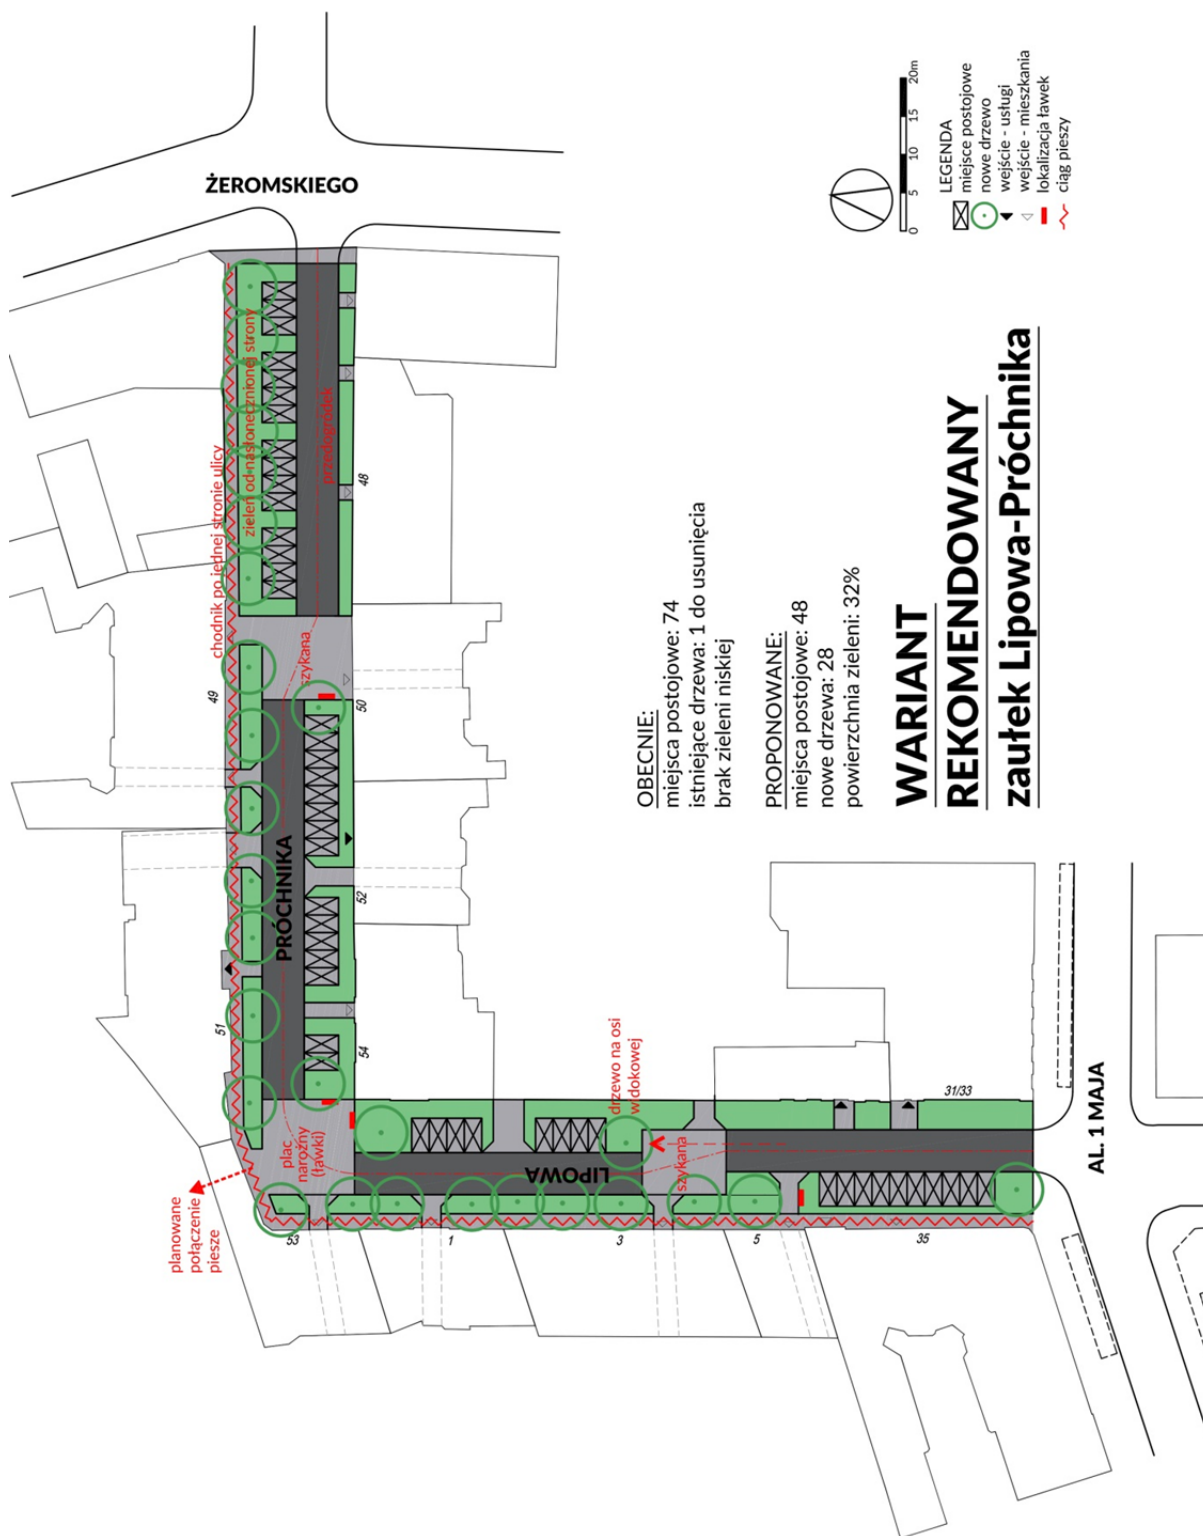 ŻEROMSKIEGO
chodnik po jednej stronie ulicy
zieleń od nasłonecznionej strony
przedogródek
szykana
48
49
50
PRÓCHNIKA
52
51
54
plac
narożny
(ławki)
planowane
połączenie
piesze
53
LIPOWA
drzewo na osi
widokowej
szykana
1
3
5
35
31/33
AL. 1 MAJA
0 5 10 15 20m
LEGENDA
miejsce postojowe
nowe drzewo
wejście - usługi
wejście - mieszkania
lokalizacja ławek
ciąg pieszy
OBECNIE:
miejsca postojowe: 74
istniejące drzewa: 1 do usunięcia
brak zieleni niskiej
PROPONOWANE:
miejsca postojowe: 48
nowe drzewa: 28
powierzchnia zieleni: 32%
WARIANT
REKOMENDOWANY
zaułek Lipowa-Próchnika